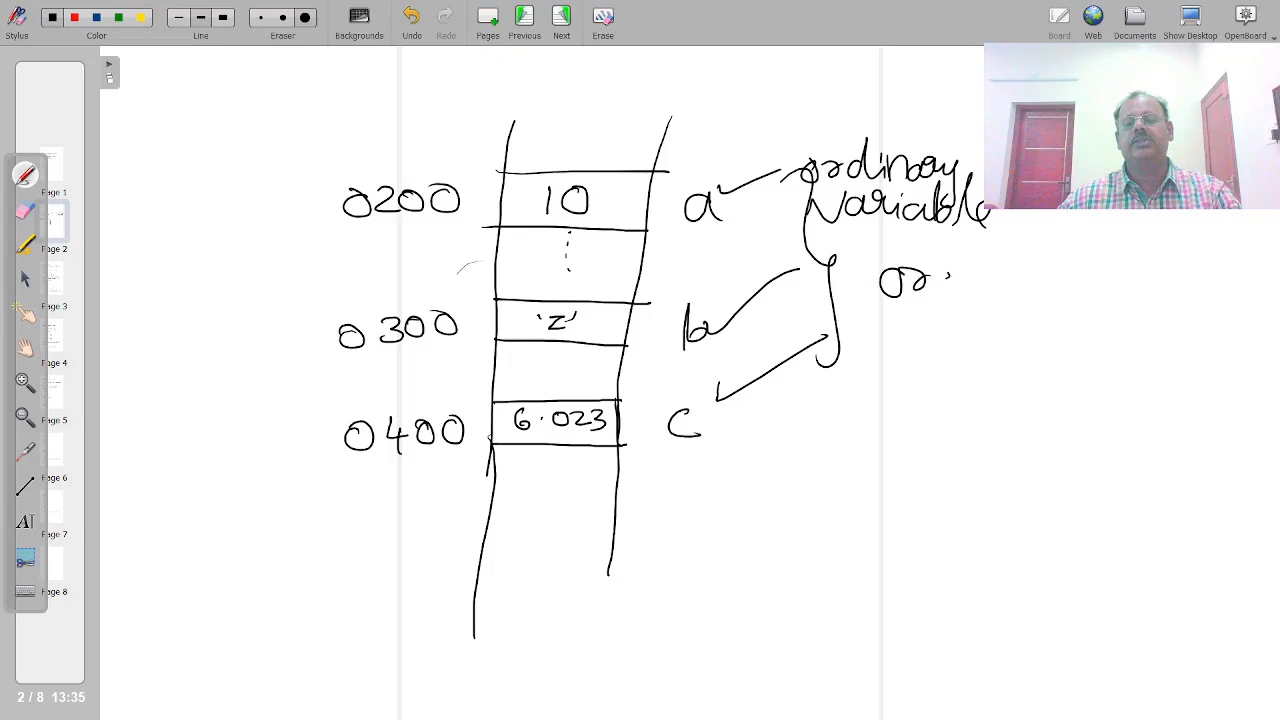 Stylus
Color
Line
Eraser
Backgrounds
Undo
Redo
Pages
Previous
Next
Erase
Board
Web
Documents
Show Desktop
OpenBoard
Page 1
Page 2
Page 3
Page 4
Page 5
Page 6
Page 7
Page 8
2 / 8 13:35
0200 10 a ordinary
variable
or
0300 'z' b
0400 6.023 c